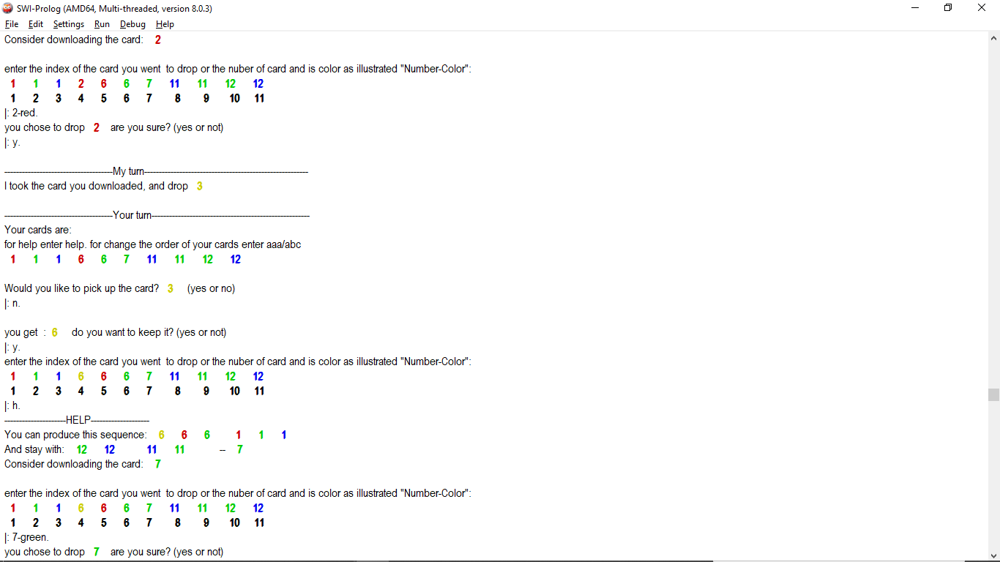 SWI-Prolog (AMD64, Multi-threaded, version 8.0.3)
File Edit Settings Run Debug Help
Consider downloading the card: 2
enter the index of the card you went to drop or the nuber of card and is color as illustrated "Number-Color":
1 1 1 2 6 6 7 11 11 12 12
1 2 3 4 5 6 7 8 9 10 11
|: 2-red.
you chose to drop 2 are you sure? (yes or not)
|: y.
-------------------------------------My turn--------------------------------------------------------
I took the card you downloaded, and drop 3
-------------------------------------Your turn------------------------------------------------------
Your cards are:
for help enter help. for change the order of your cards enter aaa/abc
1 1 1 6 6 7 11 11 12 12
Would you like to pick up the card? 3 (yes or no)
|: n.
you get : 6 do you want to keep it? (yes or not)
|: y.
enter the index of the card you went to drop or the nuber of card and is color as illustrated "Number-Color":
1 1 1 6 6 6 7 11 11 12 12
1 2 3 4 5 6 7 8 9 10 11
|: h.
---------------------HELP--------------------
You can produce this sequence: 6 6 6 1 1 1
And stay with: 12 12 11 11 -- 7
Consider downloading the card: 7
enter the index of the card you went to drop or the nuber of card and is color as illustrated "Number-Color":
1 1 1 6 6 6 7 11 11 12 12
1 2 3 4 5 6 7 8 9 10 11
|: 7-green.
you chose to drop 7 are you sure? (yes or not)